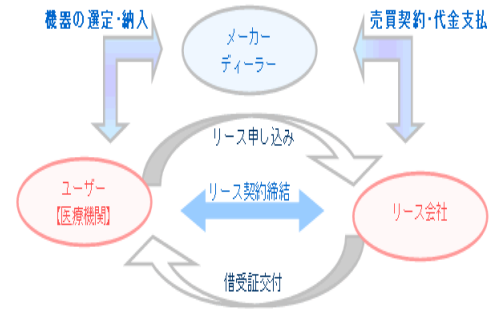 機器の選定・納入
売買契約・代金支払
メーカー
ディーラー
リース申し込み
ユーザー
【医療機関】
リース契約締結
リース会社
借受証交付